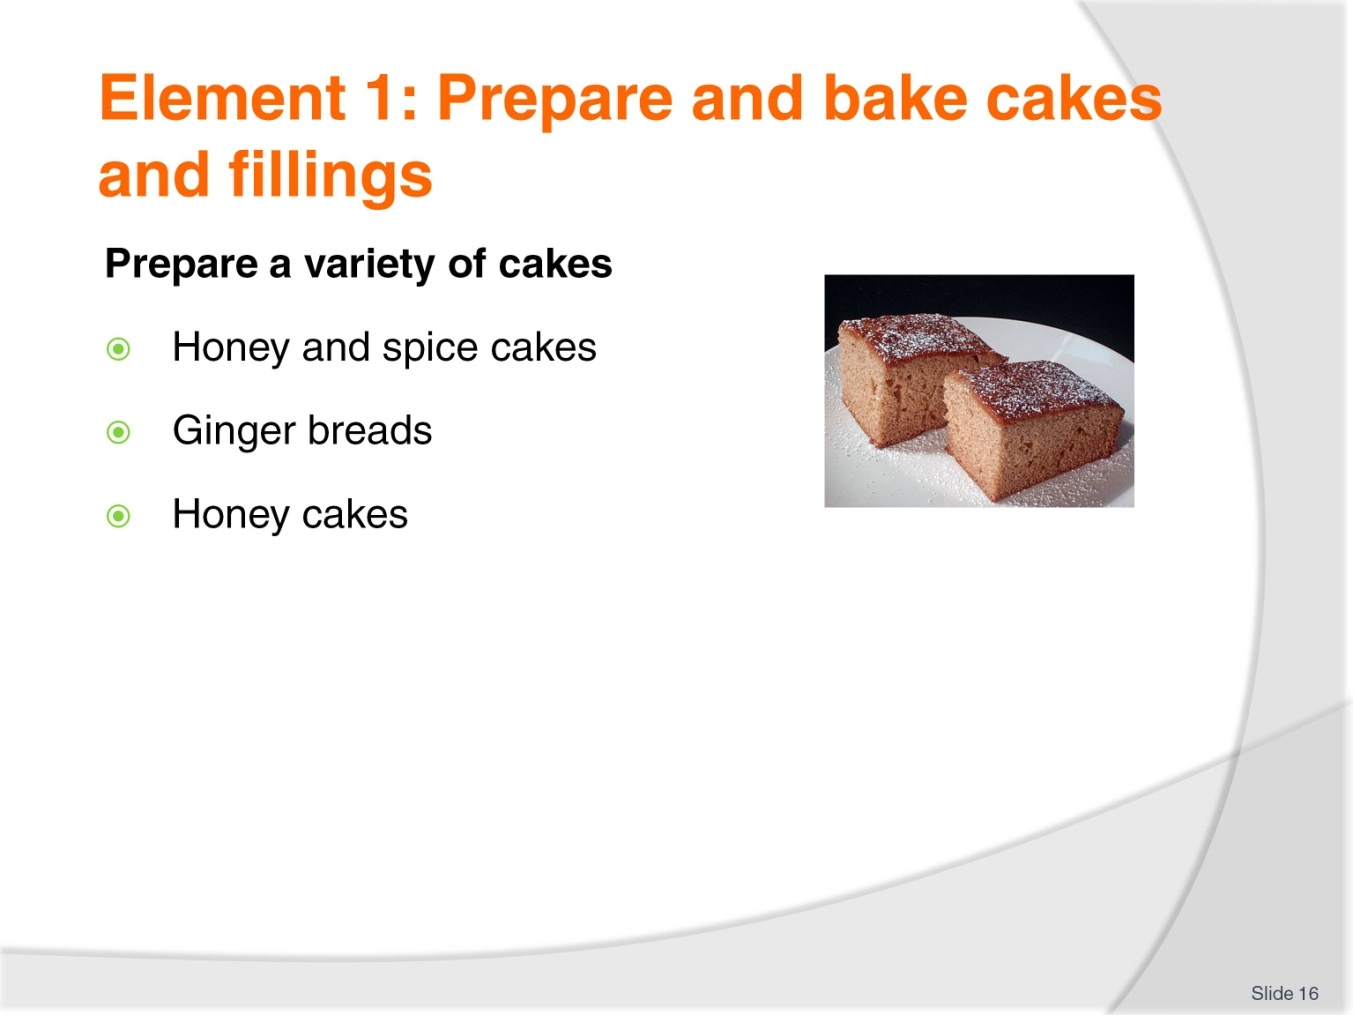 Element 1: Prepare and bake cakes
and fillings
Prepare a variety of cakes
Honey and spice cakes
Ginger breads
Honey cakes
Slide 16